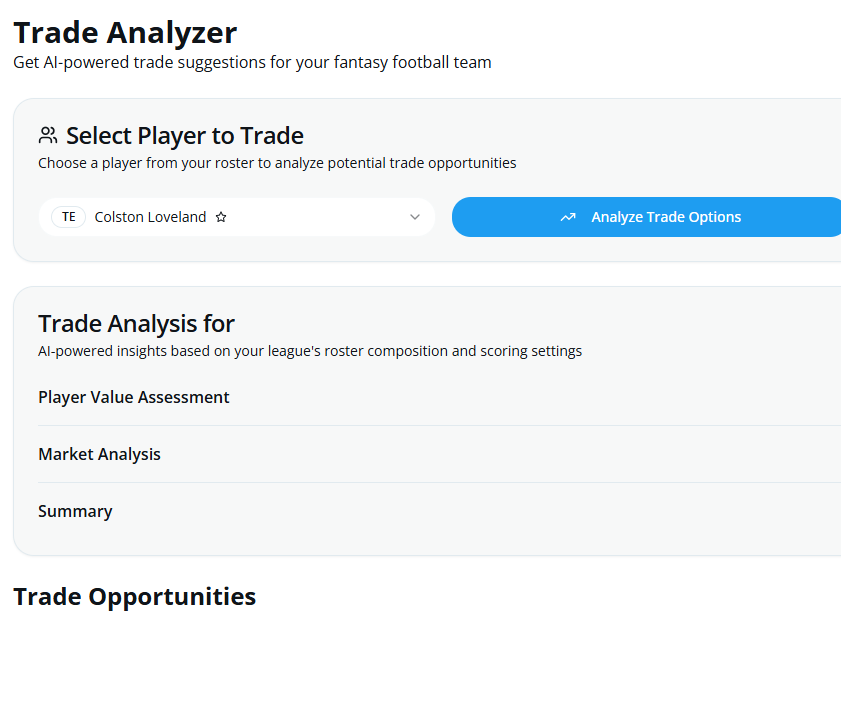 Trade Analyzer
Get AI-powered trade suggestions for your fantasy football team
Select Player to Trade
Choose a player from your roster to analyze potential trade opportunities
TE Colston Loveland
Analyze Trade Options
Trade Analysis for
AI-powered insights based on your league's roster composition and scoring settings
Player Value Assessment
Market Analysis
Summary
Trade Opportunities